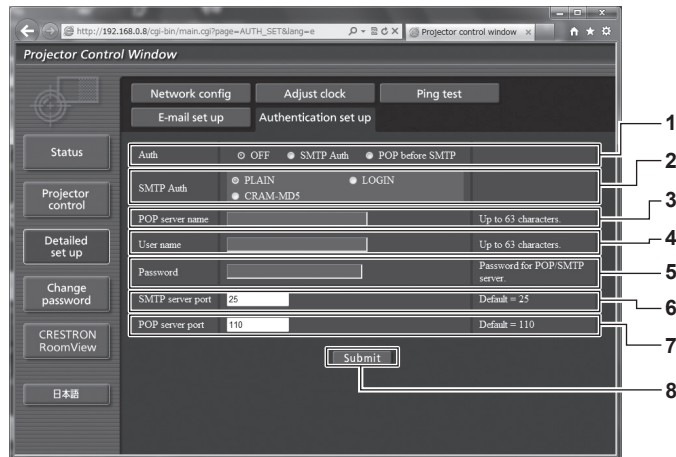 http://192.168.0.8/cgi-bin/main.cgi?page=AUTH_SET&lang=e
Projector control window
Projector Control Window
Network config
Adjust clock
Ping test
E-mail set up
Authentication set up
Status
Projector
control
Detailed
set up
Change
password
CRESTRON
RoomView
日本語
Auth
OFF
SMTP Auth
POP before SMTP
1
SMTP Auth
PLAIN
LOGIN
CRAM-MD5
2
POP server name
Up to 63 characters.
3
User name
Up to 63 characters.
4
Password
Password for POP/SMTP
server.
5
SMTP server port
25
Default = 25
6
POP server port
110
Default = 110
7
Submit
8